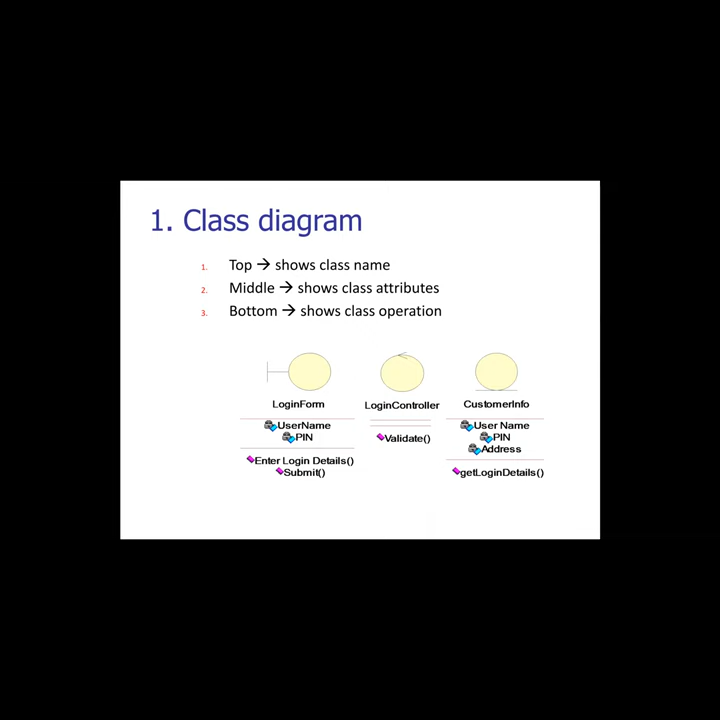 1. Class diagram
1. Top → shows class name
2. Middle → shows class attributes
3. Bottom → shows class operation
LoginForm
UserName
PIN
Enter Login Details()
Submit()
LoginController
Validate()
CustomerInfo
User Name
PIN
Address
getLoginDetails()